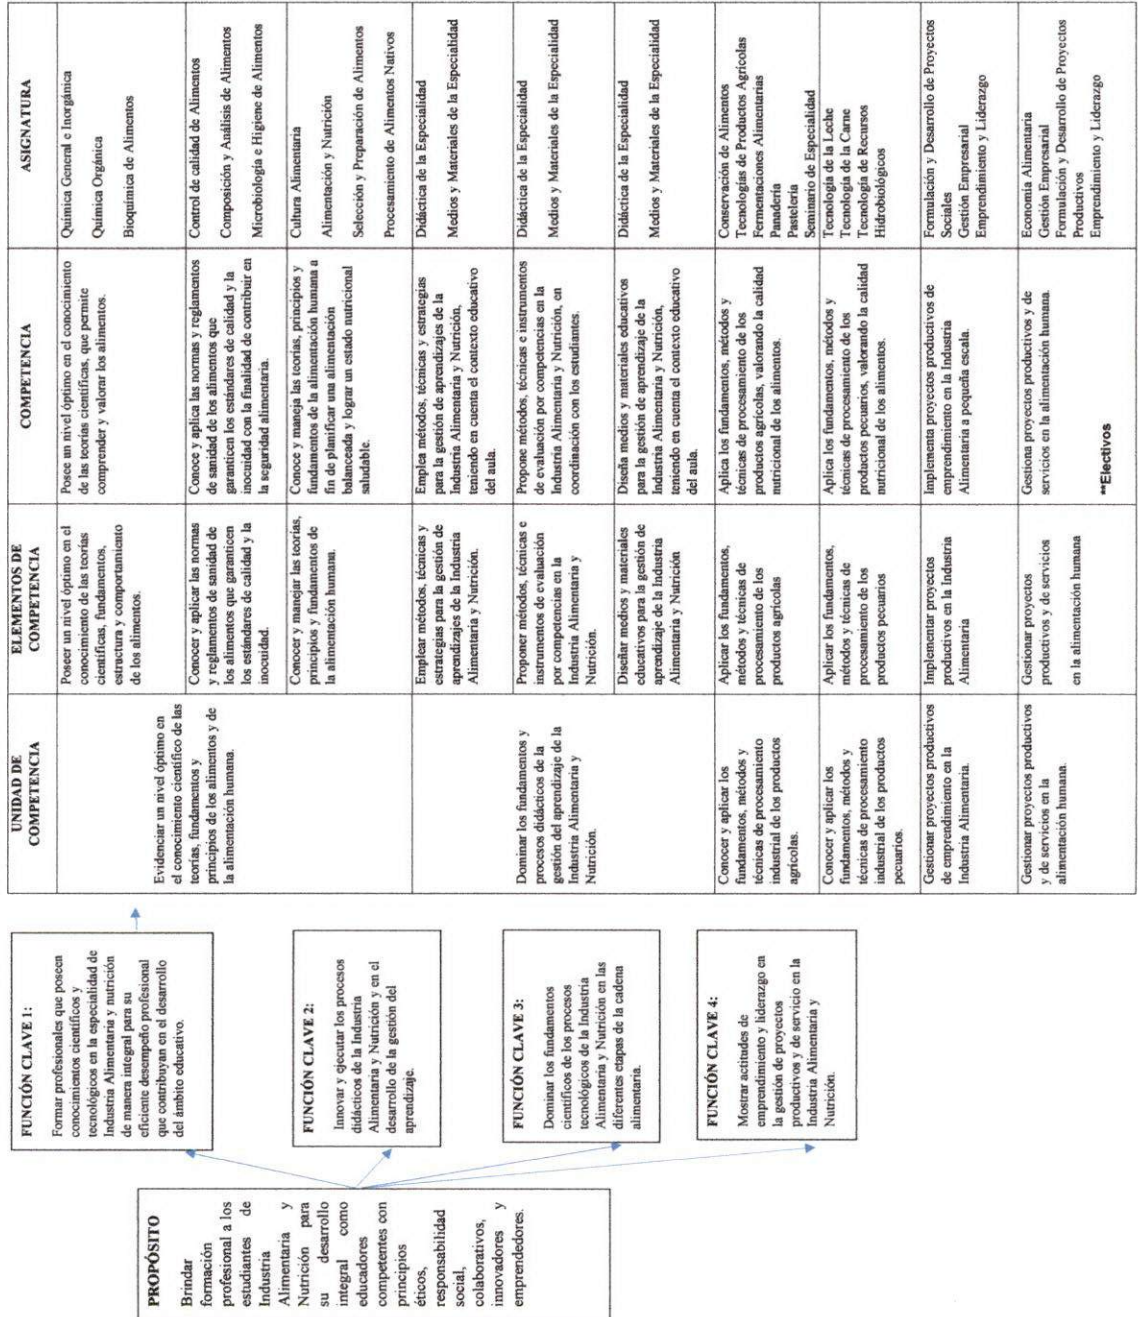 PROPÓSITO
Brindar
formación
profesional a los
estudiantes de
Industria
Alimentaria y
Nutrición para
su desarrollo
integral como
educadores
competentes con
principios
éticos,
responsabilidad
social,
colaborativos,
innovadores y
emprendedores.
FUNCIÓN CLAVE 1:
Formar profesionales que poseen
conocimientos científicos y
tecnológicos en la especialidad de
Industria Alimentaria y nutrición
de manera integral para su
eficiente desempeño profesional
que contribuyan en el desarrollo
del ámbito educativo.
FUNCIÓN CLAVE 2:
Innovar y ejecutar los procesos
didácticos de la Industria
Alimentaria y Nutrición y en el
desarrollo de la gestión del
aprendizaje.
FUNCIÓN CLAVE 3:
Dominar los fundamentos
científicos de los procesos
tecnológicos de la Industria
Alimentaria y Nutrición en las
diferentes etapas de la cadena
alimentaria.
FUNCIÓN CLAVE 4:
Mostrar actitudes de
emprendimiento y liderazgo en
la gestión de proyectos
productivos y de servicio en la
Industria Alimentaria y
Nutrición.
UNIDAD DE
COMPETENCIA
ELEMENTOS DE
COMPETENCIA
COMPETENCIA
ASIGNATURA
Evidenciar un nivel óptimo en
el conocimiento científico de las
teorías, fundamentos y
principios de los alimentos y de
la alimentación humana.
Poseer un nivel óptimo en el
conocimiento de las teorías
científicas, fundamentos,
estructura y comportamiento
de los alimentos.
Posee un nivel óptimo en el conocimiento
de las teorías científicas, que permite
comprender y valorar los alimentos.
Química General e Inorgánica
Química Orgánica
Bioquímica de Alimentos
Conocer y aplicar las normas
y reglamentos de sanidad de
los alimentos que garanticen
los estándares de calidad y la
inocuidad.
Conoce y aplica las normas y reglamentos
de sanidad de los alimentos que
garanticen los estándares de calidad y la
inocuidad con la finalidad de contribuir en
la seguridad alimentaria.
Control de calidad de Alimentos
Composición y Análisis de Alimentos
Microbiología e Higiene de Alimentos
Conocer y manejar las teorías,
principios y fundamentos de
la alimentación humana.
Conoce y maneja las teorías, principios y
fundamentos de la alimentación humana a
fin de planificar una alimentación
balanceada y lograr un estado nutricional
saludable.
Cultura Alimentaria
Alimentación y Nutrición
Selección y Preparación de Alimentos
Procesamiento de Alimentos Nativos
Dominar los fundamentos y
procesos didácticos de la
gestión del aprendizaje de la
Industria Alimentaria y
Nutrición.
Emplear métodos, técnicas y
estrategias para la gestión de
aprendizajes de la Industria
Alimentaria y Nutrición.
Emplea métodos, técnicas y estrategias
para la gestión de aprendizajes de la
Industria Alimentaria y Nutrición,
teniendo en cuenta el contexto educativo
del aula.
Didáctica de la Especialidad
Medios y Materiales de la Especialidad
Proponer métodos, técnicas e
instrumentos de evaluación
por competencias en la
Industria Alimentaria y
Nutrición.
Propone métodos, técnicas e instrumentos
de evaluación por competencias en la
Industria Alimentaria y Nutrición, en
coordinación con los estudiantes.
Didáctica de la Especialidad
Medios y Materiales de la Especialidad
Diseñar medios y materiales
educativos para la gestión de
aprendizaje de la Industria
Alimentaria y Nutrición
Diseña medios y materiales educativos
para la gestión de aprendizaje de la
Industria Alimentaria y Nutrición,
teniendo en cuenta el contexto educativo
del aula.
Didáctica de la Especialidad
Medios y Materiales de la Especialidad
Conocer y aplicar los
fundamentos, métodos y
técnicas de procesamiento
industrial de los productos
agrícolas.
Aplicar los fundamentos,
métodos y técnicas de
procesamiento de los
productos agrícolas
Aplica los fundamentos, métodos y
técnicas de procesamiento de los
productos agrícolas, valorando la calidad
nutricional de los alimentos.
Conservación de Alimentos
Tecnologías de Productos Agrícolas
Fermentaciones Alimentarias
Panadería
Pastelería
Seminario de Especialidad
Conocer y aplicar los
fundamentos, métodos y
técnicas de procesamiento
industrial de los productos
pecuarios.
Aplicar los fundamentos,
métodos y técnicas de
procesamiento de los
productos pecuarios
Aplica los fundamentos, métodos y
técnicas de procesamiento de los
productos pecuarios, valorando la calidad
nutricional de los alimentos.
Tecnología de la Leche
Tecnología de la Carne
Tecnología de Recursos
Hidrobiológicos
Gestionar proyectos productivos
de emprendimiento en la
Industria Alimentaria.
Implementar proyectos
productivos en la Industria
Alimentaria
Implementa proyectos productivos de
emprendimiento en la Industria
Alimentaria a pequeña escala.
Formulación y Desarrollo de Proyectos
Sociales
Gestión Empresarial
Emprendimiento y Liderazgo
Gestionar proyectos productivos
y de servicios en la
alimentación humana.
Gestionar proyectos
productivos y de servicios
en la alimentación humana
Gestiona proyectos productivos y de
servicios en la alimentación humana.
**Electivos
Economía Alimentaria
Gestión Empresarial
Formulación y Desarrollo de Proyectos
Productivos
Emprendimiento y Liderazgo